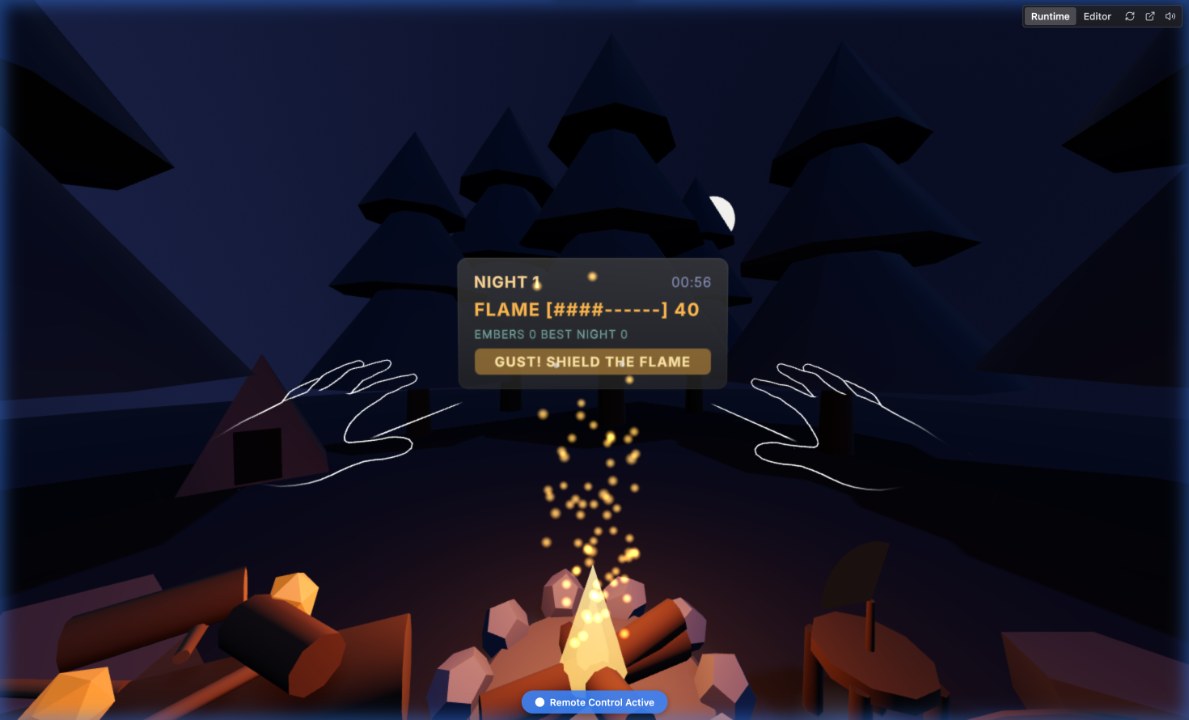 Runtime Editor
NIGHT 1 00:56
FLAME [####------] 40
EMBERS 0 BEST NIGHT 0
GUST! SHIELD THE FLAME
Remote Control Active